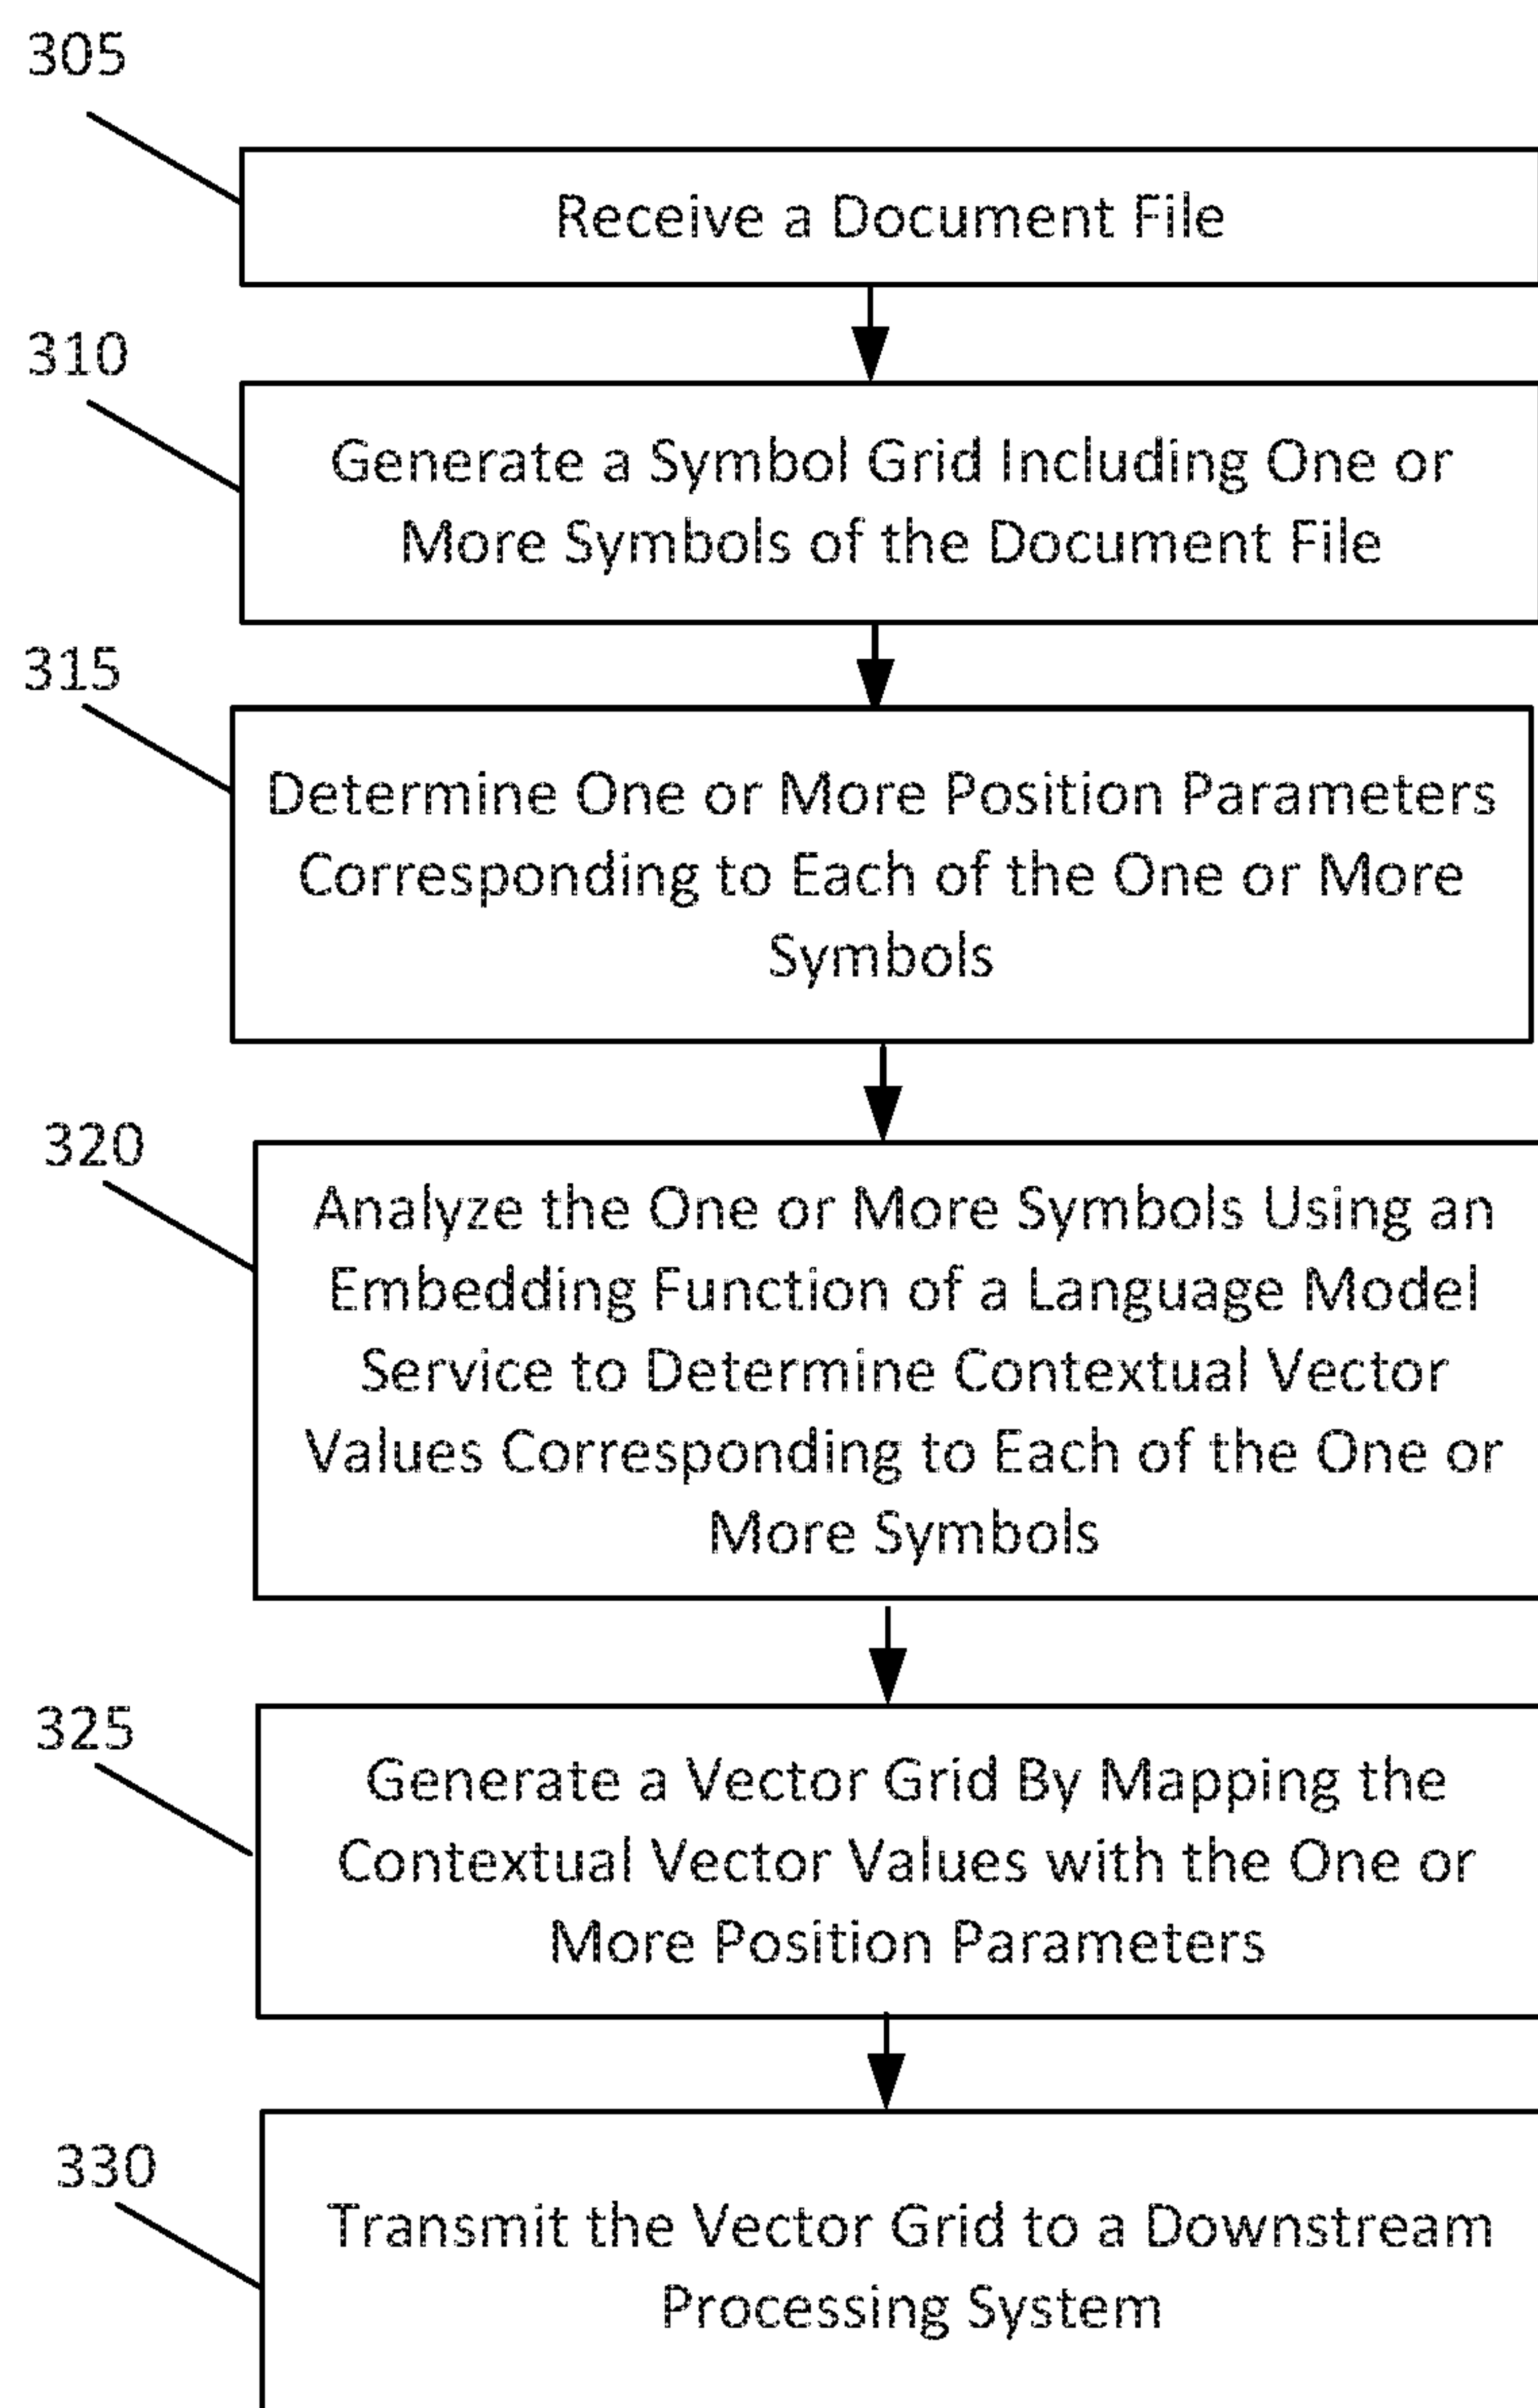 305
Receive a Document File
310
Generate a Symbol Grid Including One or
More Symbols of the Document File
315
Determine One or More Position Parameters
Corresponding to Each of the One or More
Symbols
320
Analyze the One or More Symbols Using an
Embedding Function of a Language Model
Service to Determine Contextual Vector
Values Corresponding to Each of the One or
More Symbols
325
Generate a Vector Grid By Mapping the
Contextual Vector Values with the One or
More Position Parameters
330
Transmit the Vector Grid to a Downstream
Processing System